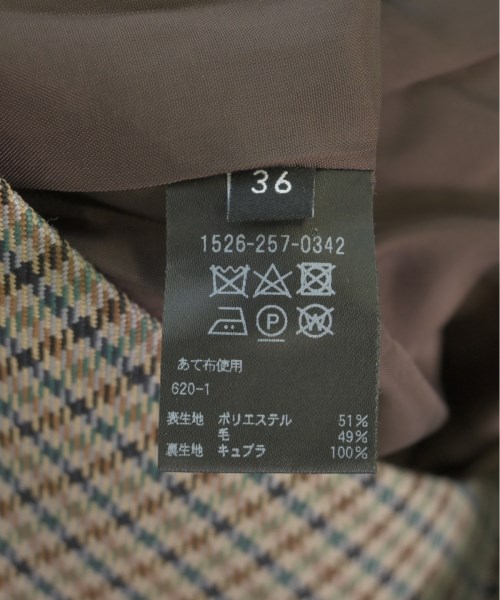 36
1526-257-0342
P
W
あて布使用
620-1
表生地 ポリエステル 51%
毛 49%
裏生地 キュプラ 100%